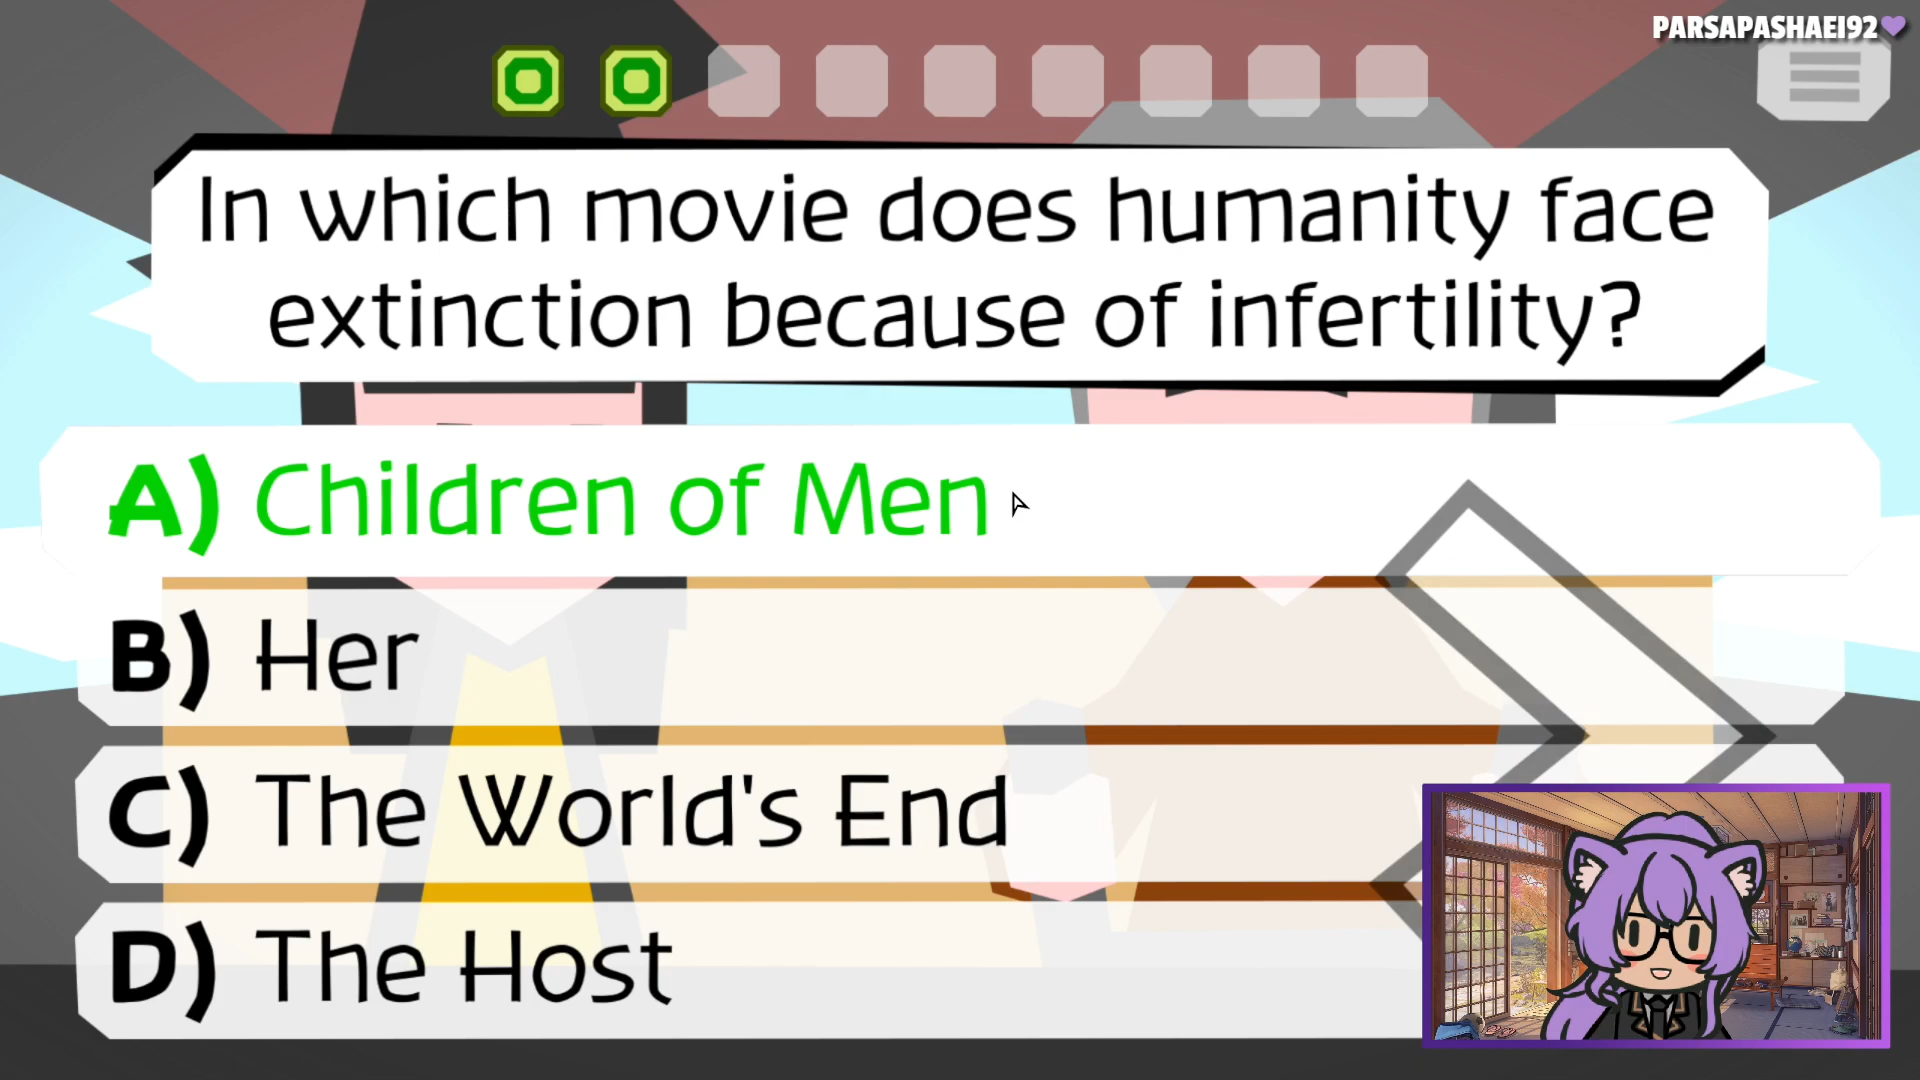 PARSAPASHAEI92💜
In which movie does humanity face
extinction because of infertility?
A) Children of Men
B) Her
C) The World's End
D) The Host